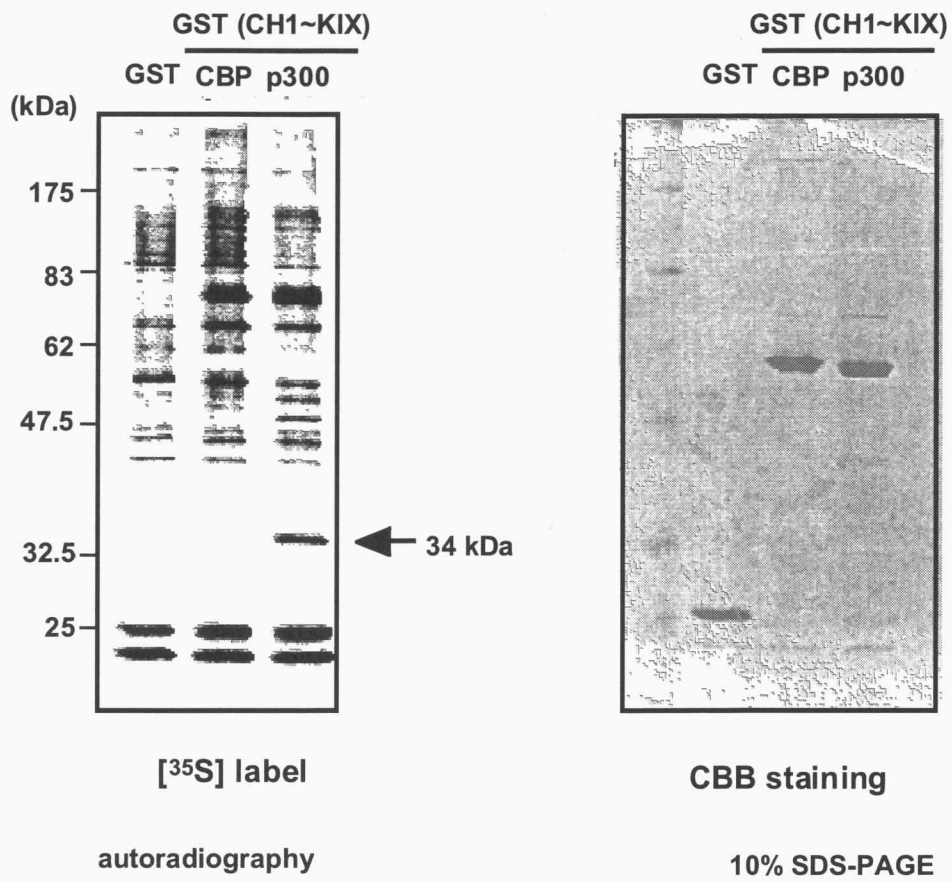 GST (CH1~KIX)
GST CBP p300
(kDa)
175
83
62
47.5
32.5
25
34 kDa
[35S] label
autoradiography
GST (CH1~KIX)
GST CBP p300
CBB staining
10% SDS-PAGE